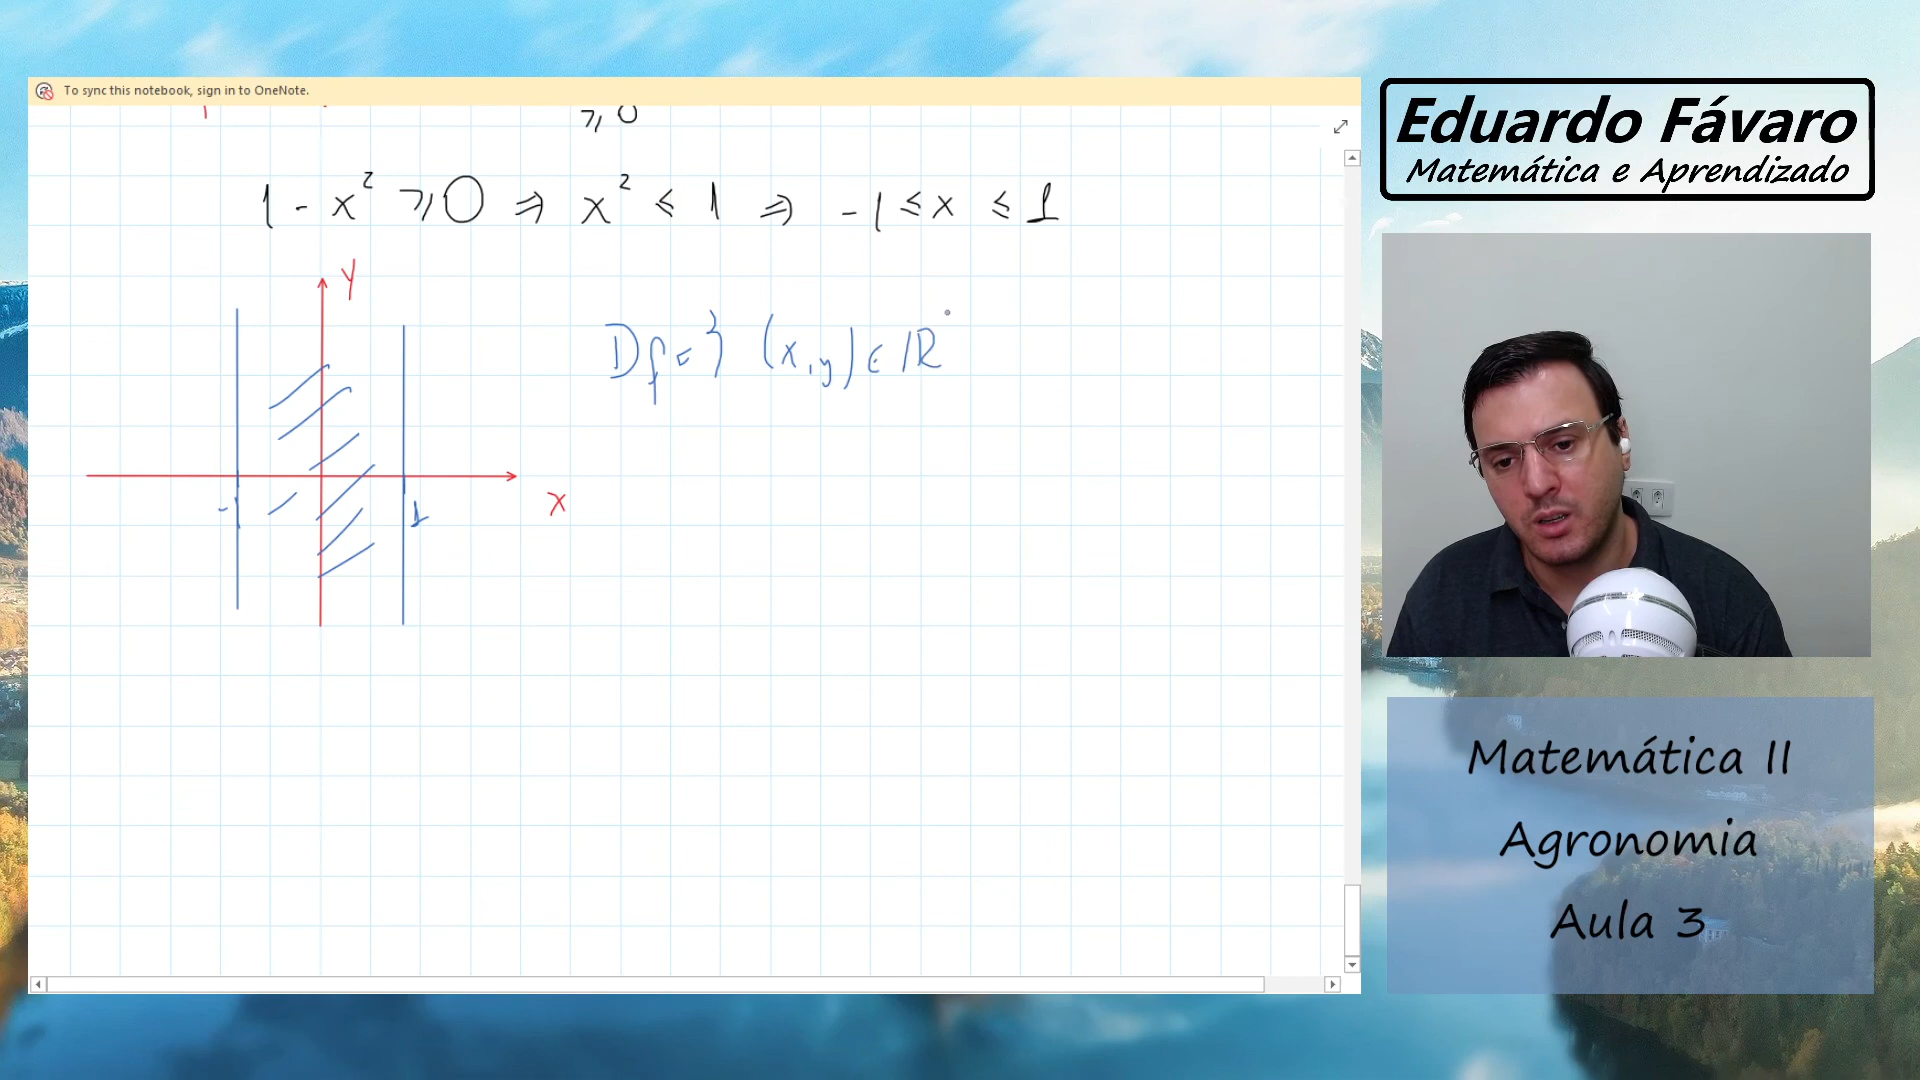 To sync this notebook, sign in to OneNote.
⩾ 0
1 - x² ⩾ 0 ⇒ x² ≤ 1 ⇒ -1 ≤ x ≤ 1
y
Df = } (x,y) ∈ IR
-1
1
x
Eduardo Fávaro
Matemática e Aprendizado
Matemática II
Agronomia
Aula 3